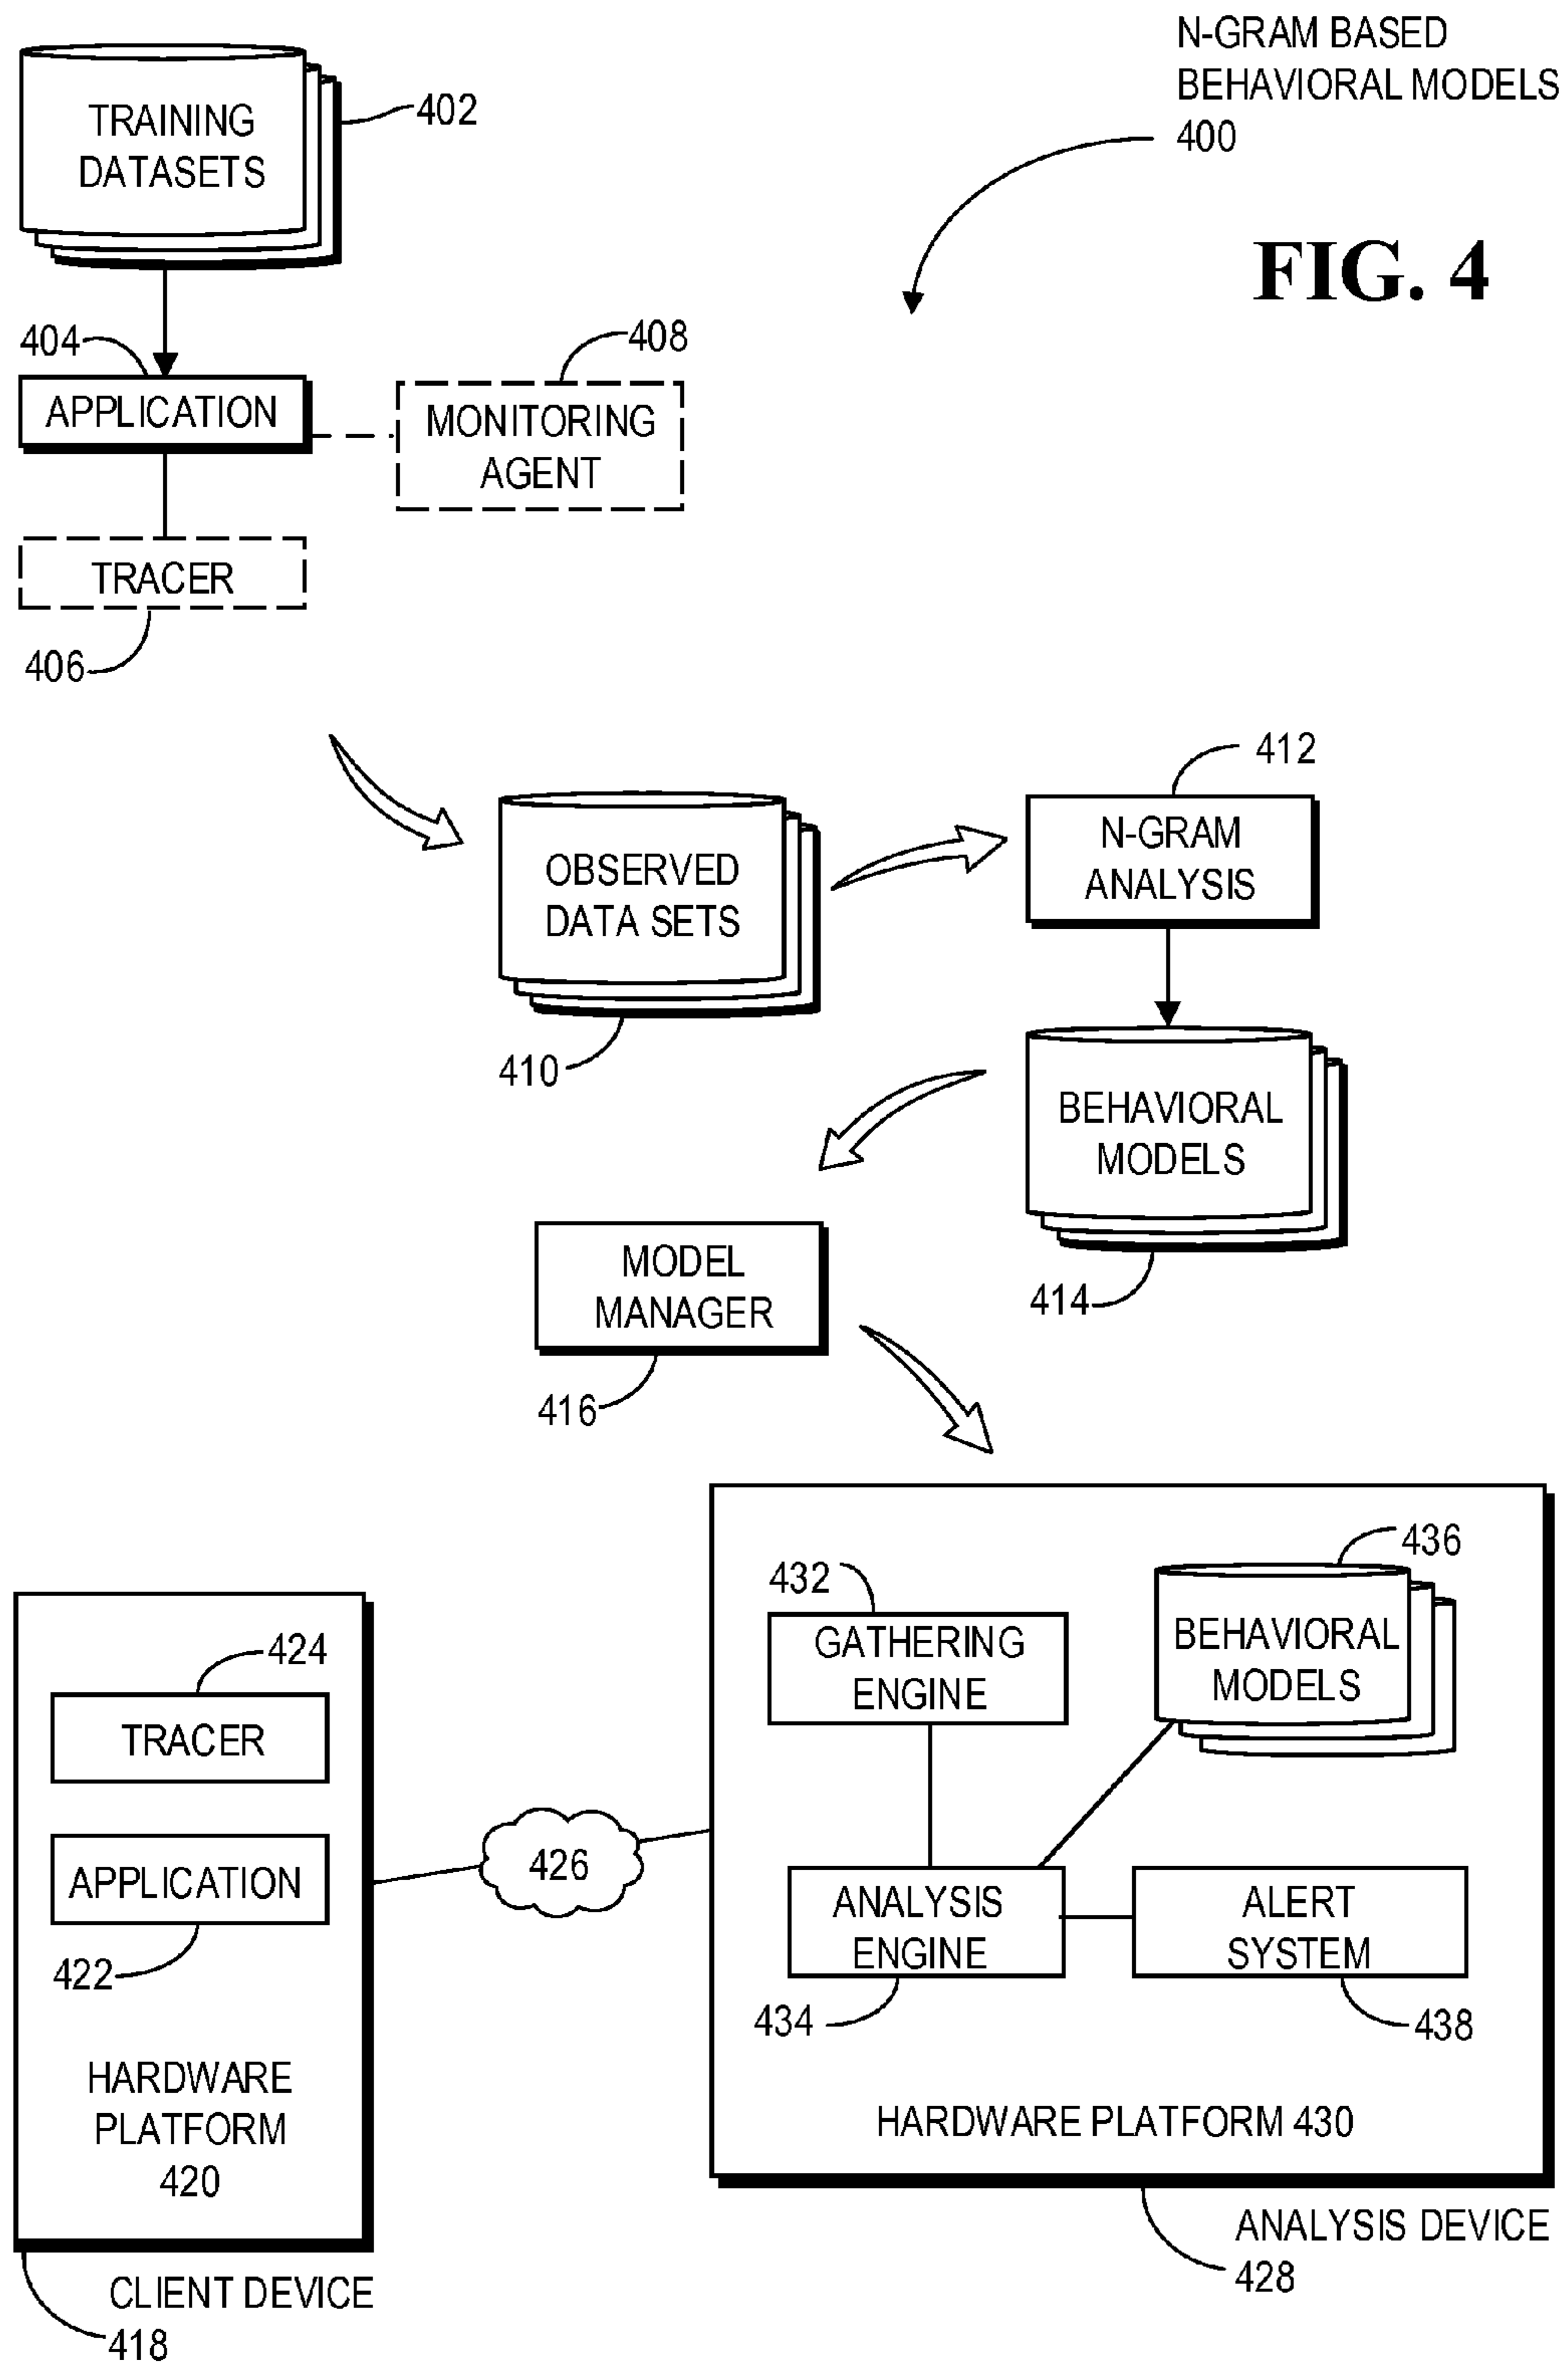 N-GRAM BASED
BEHAVIORAL MODELS
400
FIG. 4
TRAINING
DATASETS
402
404
APPLICATION
408
MONITORING
AGENT
TRACER
406
412
N-GRAM
ANALYSIS
OBSERVED
DATA SETS
410
BEHAVIORAL
MODELS
414
MODEL
MANAGER
416
424
TRACER
APPLICATION
422
HARDWARE
PLATFORM
420
CLIENT DEVICE
418
426
432
GATHERING
ENGINE
436
BEHAVIORAL
MODELS
ANALYSIS
ENGINE
434
ALERT
SYSTEM
438
HARDWARE PLATFORM 430
ANALYSIS DEVICE
428